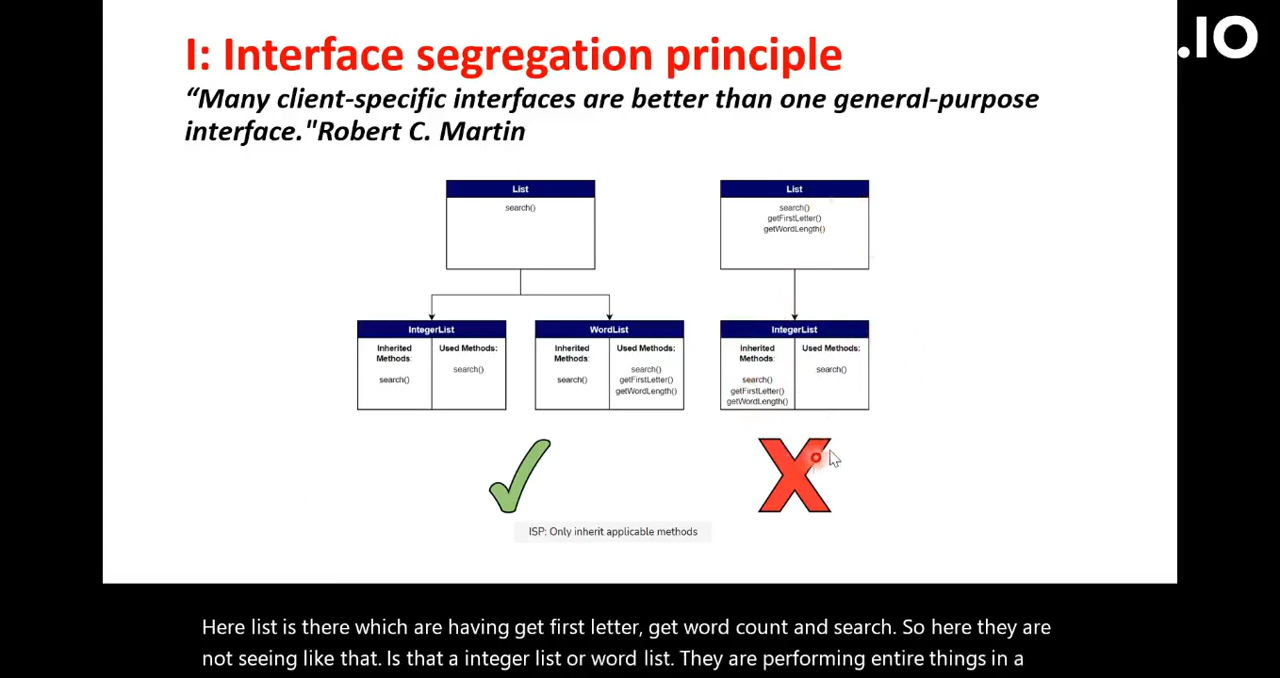 .IO
I: Interface segregation principle
“Many client-specific interfaces are better than one general-purpose
interface."Robert C. Martin
List
search()
List
search()
getFirstLetter()
getWordLength()
IntegerList
Inherited
Methods:
search()
Used Methods:
search()
WordList
Inherited
Methods:
search()
Used Methods:
search()
getFirstLetter()
getWordLength()
IntegerList
Inherited
Methods:
search()
getFirstLetter()
getWordLength()
Used Methods:
search()
ISP: Only inherit applicable methods
Here list is there which are having get first letter, get word count and search. So here they are
not seeing like that. Is that a integer list or word list. They are performing entire things in a